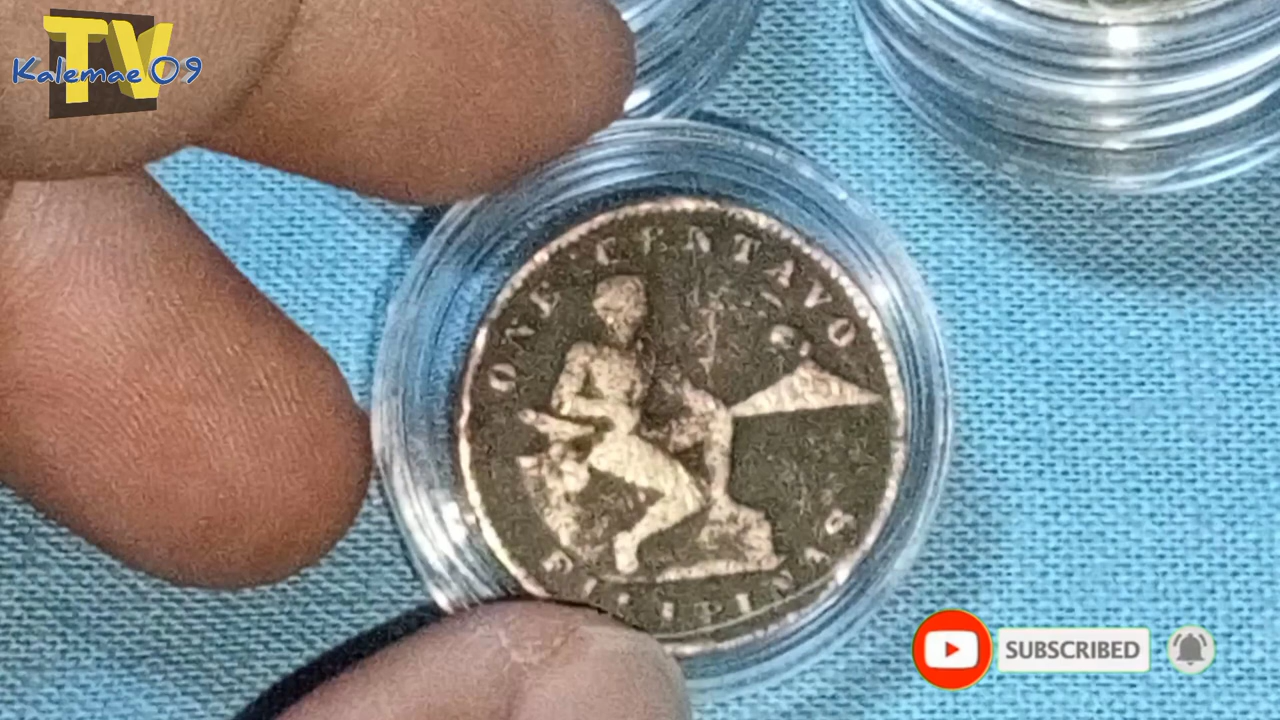 TV
Kalemae 09
ONE CENTAVO
FILIPINAS
SUBSCRIBED